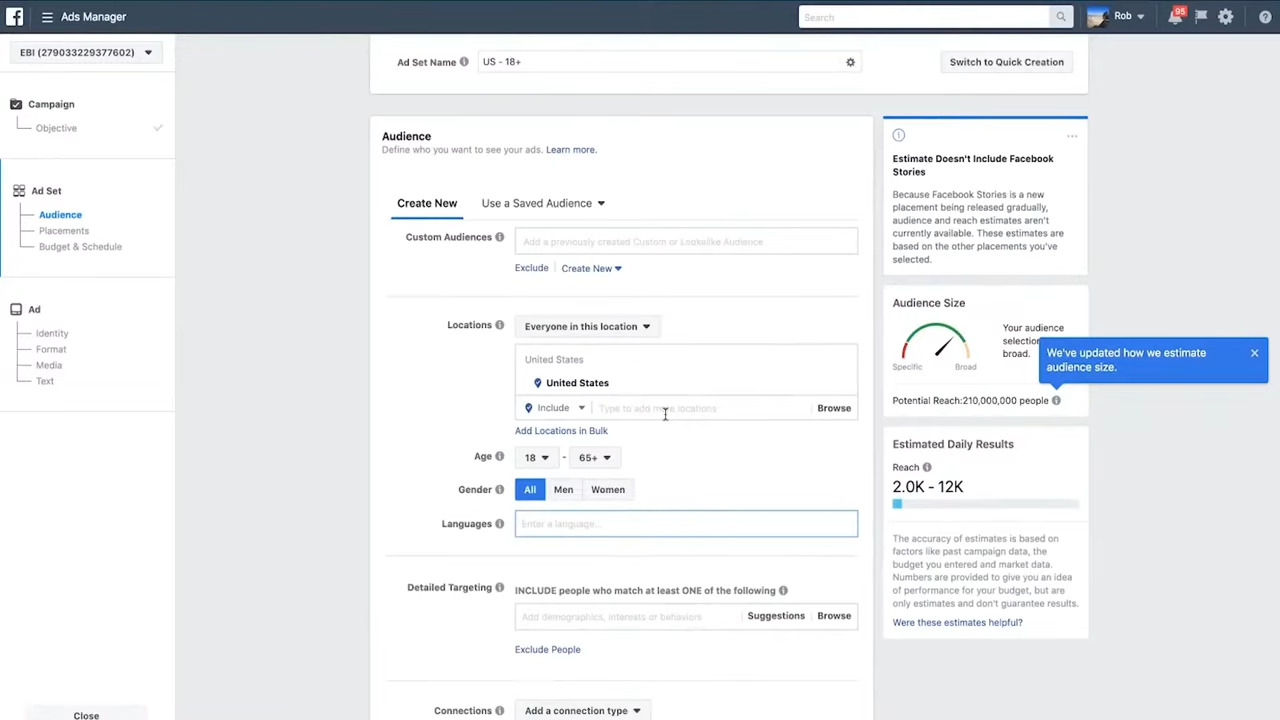 Ads Manager
Search
Rob
95
EBI (279033229377602)
Campaign
Objective
Ad Set
Audience
Placements
Budget & Schedule
Ad
Identity
Format
Media
Text
Close
Ad Set Name
US - 18+
Switch to Quick Creation
Audience
Define who you want to see your ads. Learn more.
Create New
Use a Saved Audience
Custom Audiences
Add a previously created Custom or Lookalike Audience
Exclude
Create New
Locations
Everyone in this location
United States
United States
Include
Type to add more locations
Browse
Add Locations in Bulk
Age
18
-
65+
Gender
All
Men
Women
Languages
Enter a language...
Detailed Targeting
INCLUDE people who match at least ONE of the following
Add demographics, interests or behaviors
Suggestions
Browse
Exclude People
Connections
Add a connection type
Estimate Doesn't Include Facebook
Stories
Because Facebook Stories is a new
placement being released gradually,
audience and reach estimates aren't
currently available. These estimates are
based on the other placements you've
selected.
Audience Size
Specific
Broad
Your audience
broad.
We've updated how we estimate
audience size.
Potential Reach:210,000,000 people
Estimated Daily Results
Reach
2.0K - 12K
The accuracy of estimates is based on
factors like past campaign data, the
budget you entered and market data.
Numbers are provided to give you an idea
of performance for your budget, but are
only estimates and don't guarantee results.
Were these estimates helpful?